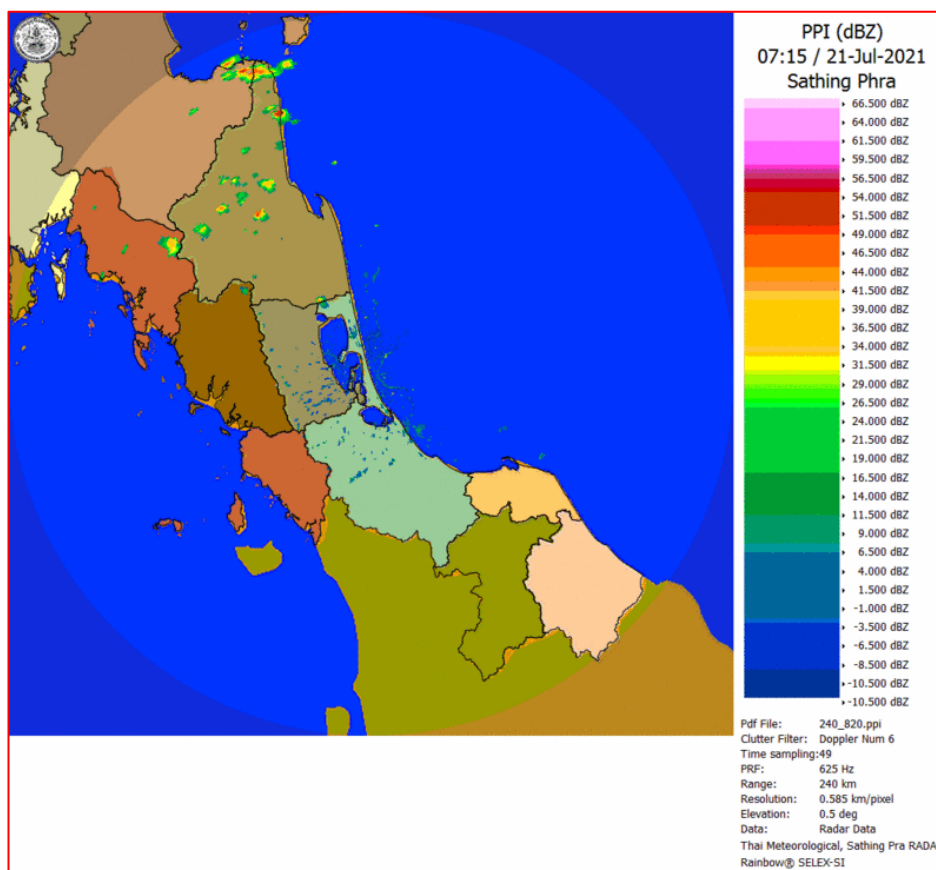 PPI (dBZ)
07:15 / 21-Jul-2021
Sathing Phra
66.500 dBZ
64.000 dBZ
61.500 dBZ
59.500 dBZ
56.500 dBZ
54.000 dBZ
51.500 dBZ
49.000 dBZ
46.500 dBZ
44.000 dBZ
41.500 dBZ
39.000 dBZ
36.500 dBZ
34.000 dBZ
31.500 dBZ
29.000 dBZ
26.500 dBZ
24.000 dBZ
21.500 dBZ
19.000 dBZ
16.500 dBZ
14.000 dBZ
11.500 dBZ
9.000 dBZ
6.500 dBZ
4.000 dBZ
1.500 dBZ
-1.000 dBZ
-3.500 dBZ
-6.500 dBZ
-8.500 dBZ
-10.500 dBZ
-10.500 dBZ
Pdf File: 240_820.ppi
Clutter Filter: Doppler Num 6
Time sampling:49
PRF: 625 Hz
Range: 240 km
Resolution: 0.585 km/pixel
Elevation: 0.5 deg
Data: Radar Data
Thai Meteorological, Sathing Pra RADA
Rainbow® SELEX-SI